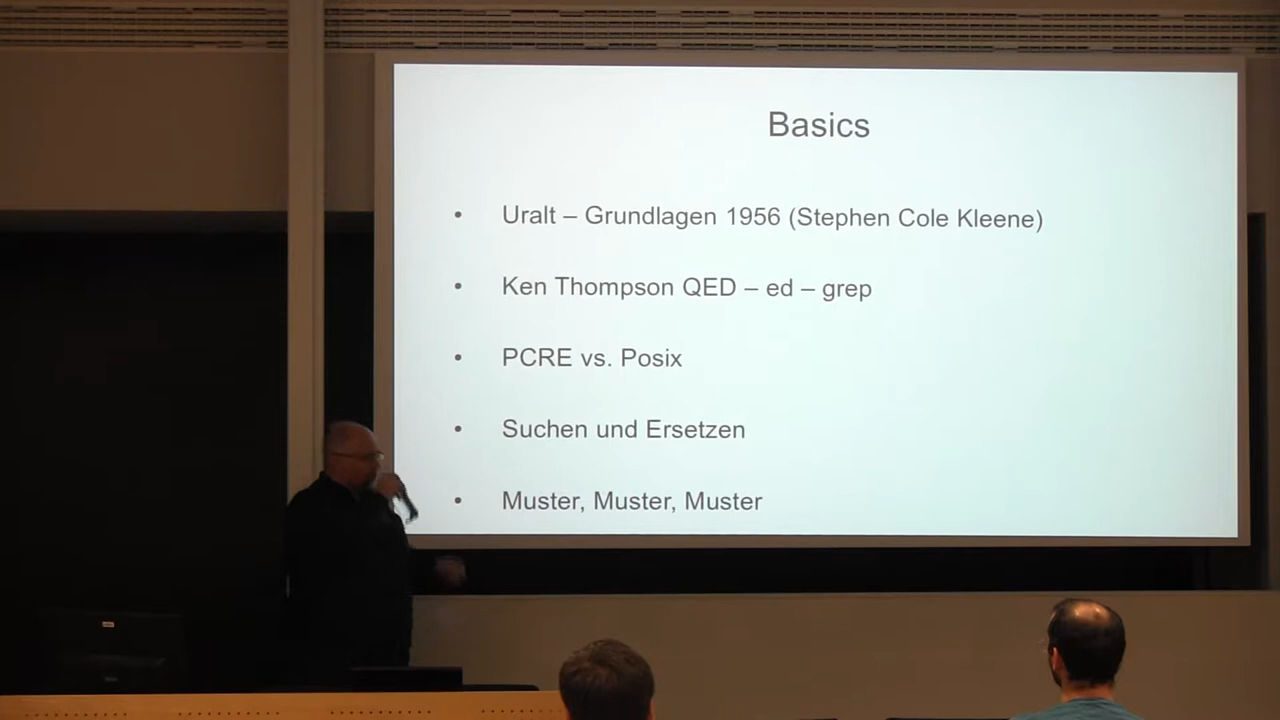 Basics
• Uralt – Grundlagen 1956 (Stephen Cole Kleene)
• Ken Thompson QED – ed – grep
• PCRE vs. Posix
• Suchen und Ersetzen
• Muster, Muster, Muster